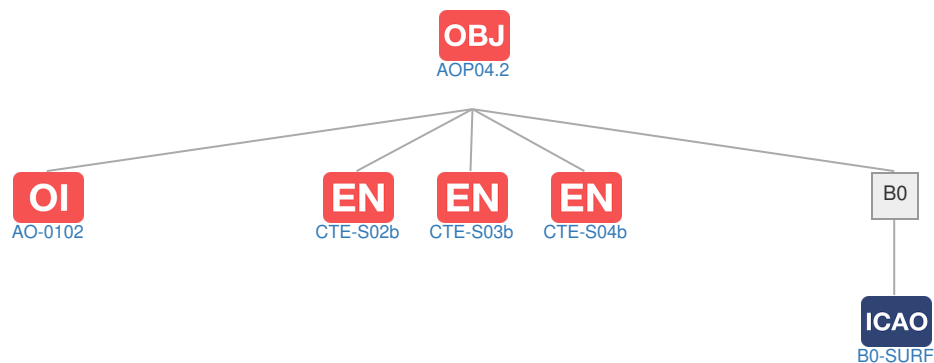 OBJ
AOP04.2
OI
AO-0102
EN
CTE-S02b
EN
CTE-S03b
EN
CTE-S04b
B0
ICAO
B0-SURF